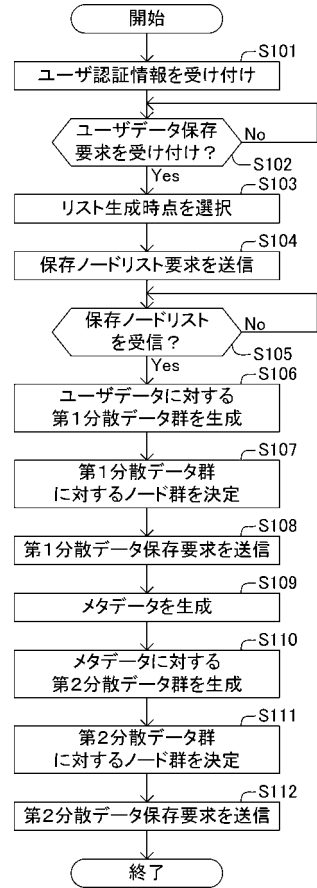 開始
S101
ユーザ認証情報を受け付け
ユーザデータ保存
要求を受け付け？
No
S102
Yes
S103
リスト生成時点を選択
S104
保存ノードリスト要求を送信
保存ノードリスト
を受信？
No
S105
Yes
S106
ユーザデータに対する
第１分散データ群を生成
S107
第１分散データ群
に対するノード群を決定
S108
第１分散データ保存要求を送信
S109
メタデータを生成
S110
メタデータに対する
第２分散データ群を生成
S111
第２分散データ群
に対するノード群を決定
S112
第２分散データ保存要求を送信
終了